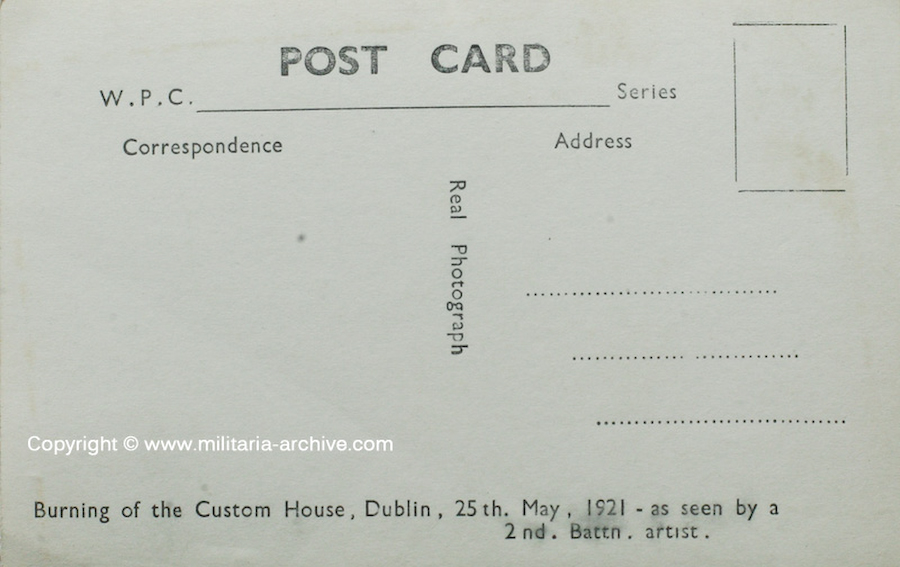 POST CARD
W.P.C. Series
Correspondence
Address
Real Photograph
Copyright © www.militaria-archive.com
Burning of the Custom House, Dublin, 25th. May, 1921 - as seen by a
2nd. Battn. artist.